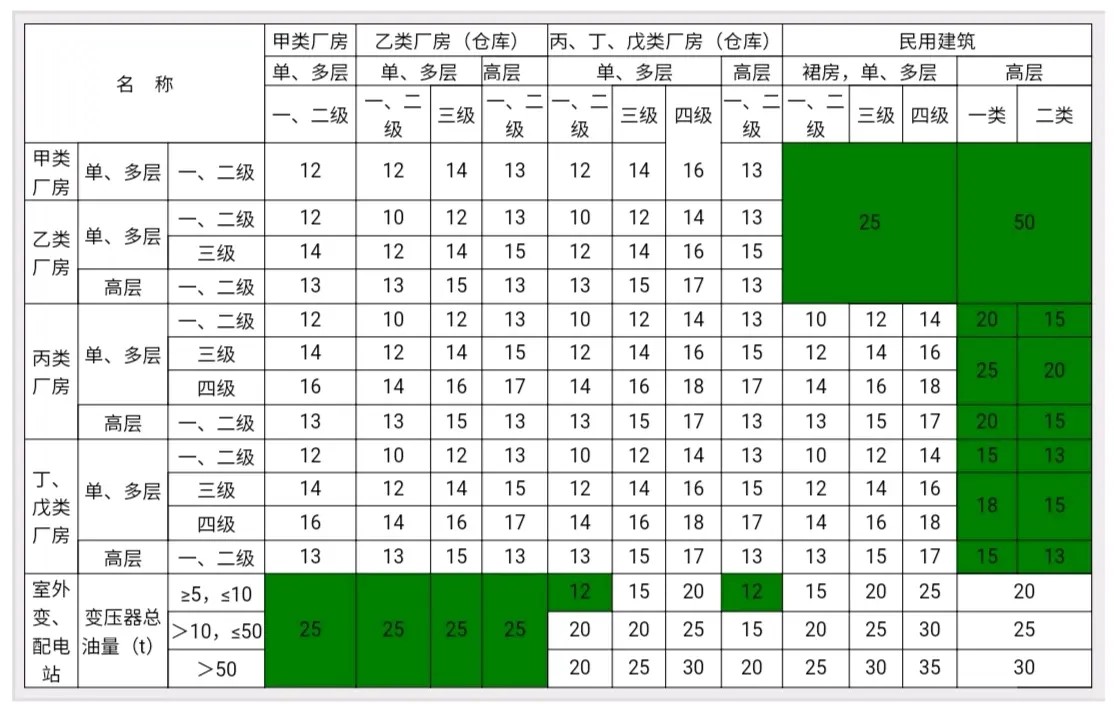 名 称 甲类厂房 乙类厂房（仓库） 丙、丁、戊类厂房（仓库） 民用建筑
单、多层 单、多层 高层 单、多层 高层 裙房，单、多层 高层
一、二级 一、二级 三级 一、二级 一、二级 三级 四级 一、二级 一、二级 三级 四级 一类 二类
甲类厂房 单、多层 一、二级 12 12 14 13 12 14 16 13 25 50
乙类厂房 单、多层 一、二级 12 10 12 13 10 12 14 13
三级 14 12 14 15 12 14 16 15
高层 一、二级 13 13 15 13 13 15 17 13
丙类厂房 单、多层 一、二级 12 10 12 13 10 12 14 13 10 12 14 20 15
三级 14 12 14 15 12 14 16 15 12 14 16 25 20
四级 16 14 16 17 14 16 18 17 14 16 18
高层 一、二级 13 13 15 13 13 15 17 13 13 15 17 20 15
丁、戊类厂房 单、多层 一、二级 12 10 12 13 10 12 14 13 10 12 14 15 13
三级 14 12 14 15 12 14 16 15 12 14 16 18 15
四级 16 14 16 17 14 16 18 17 14 16 18
高层 一、二级 13 13 15 13 13 15 17 13 13 15 17 15 13
室外变、配电站 变压器总油量（t） ≥5，≤10 25 25 25 25 12 15 20 12 15 20 25 20
＞10，≤50 20 20 25 15 20 25 30 25
＞50 20 25 30 20 25 30 35 30